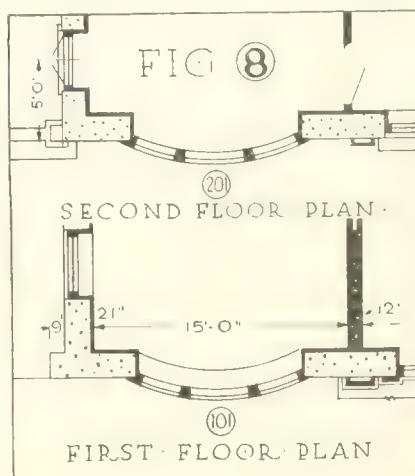 FIG 8
5'-0"
201
SECOND FLOOR PLAN.
9" 21" 15'-0" 12"
101
FIRST FLOOR PLAN